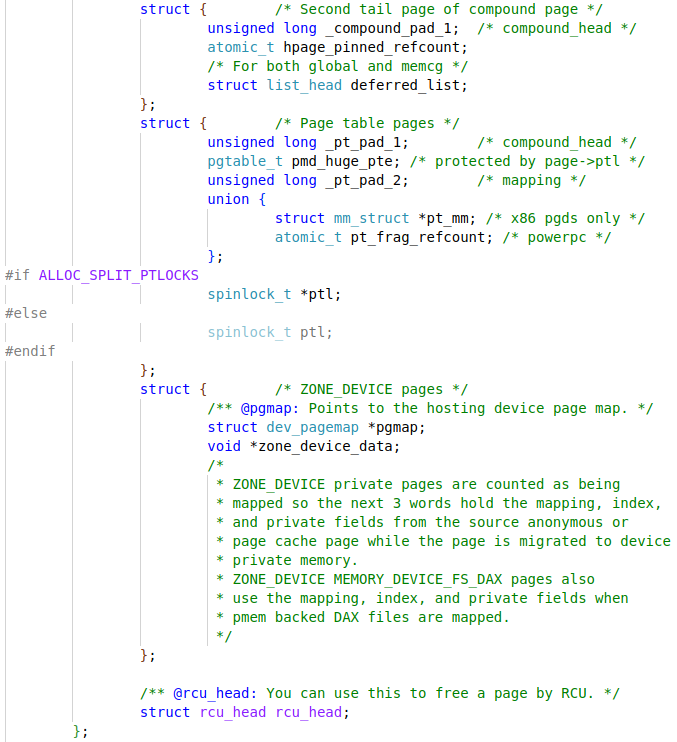 struct {        /* Second tail page of compound page */
unsigned long _compound_pad_1;  /* compound_head */
atomic_t hpage_pinned_refcount;
/* For both global and memcg */
struct list_head deferred_list;
};
struct {        /* Page table pages */
unsigned long _pt_pad_1;        /* compound_head */
pgtable_t pmd_huge_pte; /* protected by page->ptl */
unsigned long _pt_pad_2;        /* mapping */
union {
struct mm_struct *pt_mm; /* x86 pgds only */
atomic_t pt_frag_refcount; /* powerpc */
};
#if ALLOC_SPLIT_PTLOCKS
spinlock_t *ptl;
#else
spinlock_t ptl;
#endif
};
struct {        /* ZONE_DEVICE pages */
/** @pgmap: Points to the hosting device page map. */
struct dev_pagemap *pgmap;
void *zone_device_data;
/*
* ZONE_DEVICE private pages are counted as being
* mapped so the next 3 words hold the mapping, index,
* and private fields from the source anonymous or
* page cache page while the page is migrated to device
* private memory.
* ZONE_DEVICE MEMORY_DEVICE_FS_DAX pages also
* use the mapping, index, and private fields when
* pmem backed DAX files are mapped.
*/
};
/** @rcu_head: You can use this to free a page by RCU. */
struct rcu_head rcu_head;
};